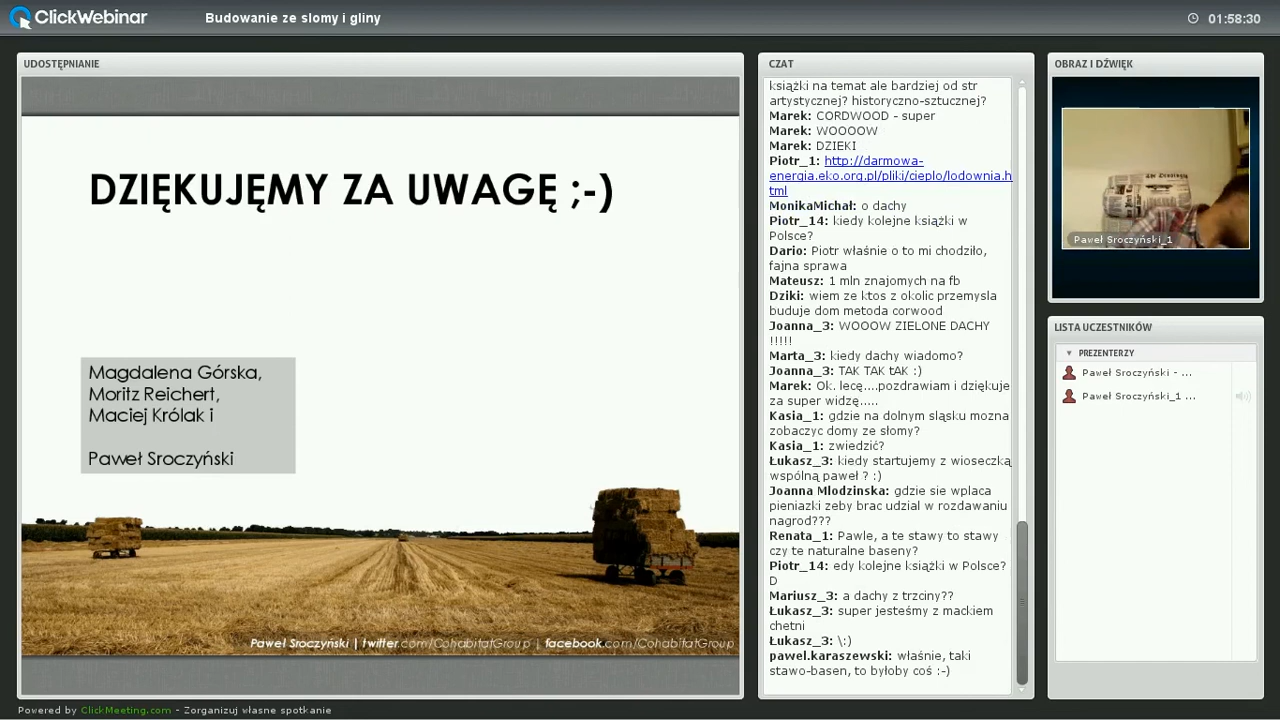 ClickWebinar
Budowanie ze slomy i gliny
01:58:30
UDOSTĘPNIANIE
DZIĘKUJĘMY ZA UWAGĘ ;-)
Magdalena Górska,
Moritz Reichert,
Maciej Królak i
Paweł Sroczyński
Paweł Sroczyński | twitter.com/CohabitatGroup | facebook.com/CohabitatGroup
CZAT
książki na temat ale bardziej od str
artystycznej? historyczno-sztucznej?
Marek: CORDWOOD - super
Marek: WOOOOW
Marek: DZIEKI
Piotr_1: http://darmowa-
energia.eko.org.pl/pliki/cieplo/lodownia.h
tml
MonikaMichał: o dachy
Piotr_14: kiedy kolejne książki w
Polsce?
Dario: Piotr właśnie o to mi chodziło,
fajna sprawa
Mateusz: 1 mln znajomych na fb
Dziki: wiem ze ktos z okolic przemysla
buduje dom metoda corwood
Joanna_3: WOOOW ZIELONE DACHY
!!!!!
Marta_3: kiedy dachy wiadomo?
Joanna_3: TAK TAK tAK :)
Marek: Ok. lecę....pozdrawiam i dziękuje
za super widzę.....
Kasia_1: gdzie na dolnym sląsku mozna
zobaczyc domy ze słomy?
Kasia_1: zwiedzić?
Łukasz_3: kiedy startujemy z wioseczką
wspólną paweł ? :)
Joanna Mlodzinska: gdzie sie wplaca
pieniazki zeby brac udzial w rozdawaniu
nagrod???
Renata_1: Pawle, a te stawy to stawy
czy te naturalne baseny?
Piotr_14: edy kolejne książki w Polsce?
D
Mariusz_3: a dachy z trzciny??
Łukasz_3: super jesteśmy z mackiem
chetni
Łukasz_3: \:)
pawel.karaszewski: właśnie, taki
stawo-basen, to byłoby coś :-)
OBRAZ I DŹWIĘK
Paweł Sroczyński_1
LISTA UCZESTNIKÓW
PREZENTERZY
Paweł Sroczyński - ...
Paweł Sroczyński_1 ...
Powered by ClickMeeting.com - Zorganizuj własne spotkanie